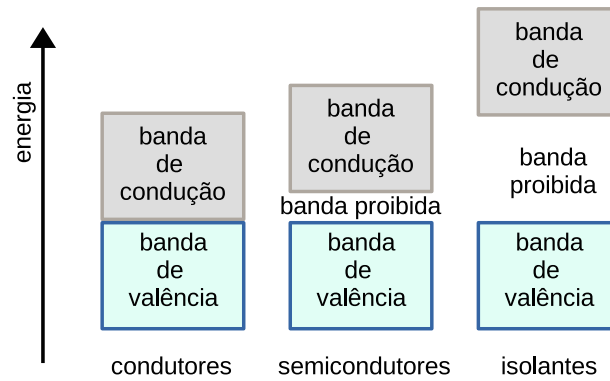 energia
banda
de
condução
banda
de
valência
condutores
banda
de
condução
banda proibida
banda
de
valência
semicondutores
banda
de
condução
banda
proibida
banda
de
valência
isolantes